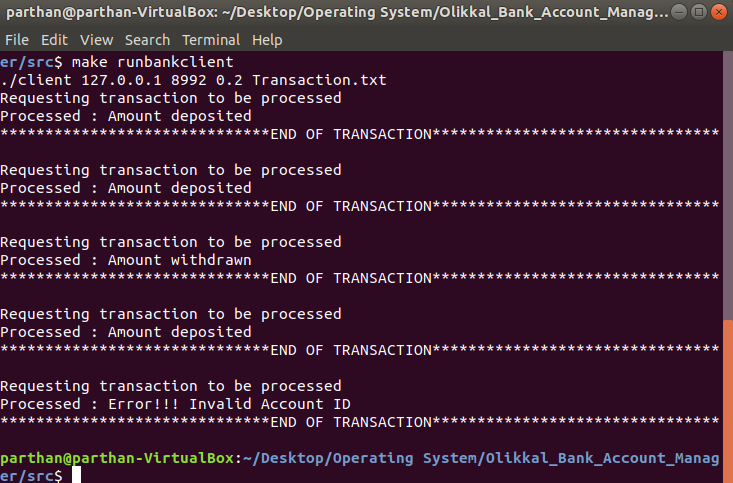 parthan@parthan-VirtualBox: ~/Desktop/Operating System/Olikkal_Bank_Account_Manag...
File Edit View Search Terminal Help
er/src$ make runbankclient
./client 127.0.0.1 8992 0.2 Transaction.txt
Requesting transaction to be processed
Processed : Amount deposited
******************************END OF TRANSACTION********************************
Requesting transaction to be processed
Processed : Amount deposited
******************************END OF TRANSACTION********************************
Requesting transaction to be processed
Processed : Amount withdrawn
******************************END OF TRANSACTION********************************
Requesting transaction to be processed
Processed : Amount deposited
******************************END OF TRANSACTION********************************
Requesting transaction to be processed
Processed : Error!!! Invalid Account ID
******************************END OF TRANSACTION********************************
parthan@parthan-VirtualBox:~/Desktop/Operating System/Olikkal_Bank_Account_Manag
er/src$